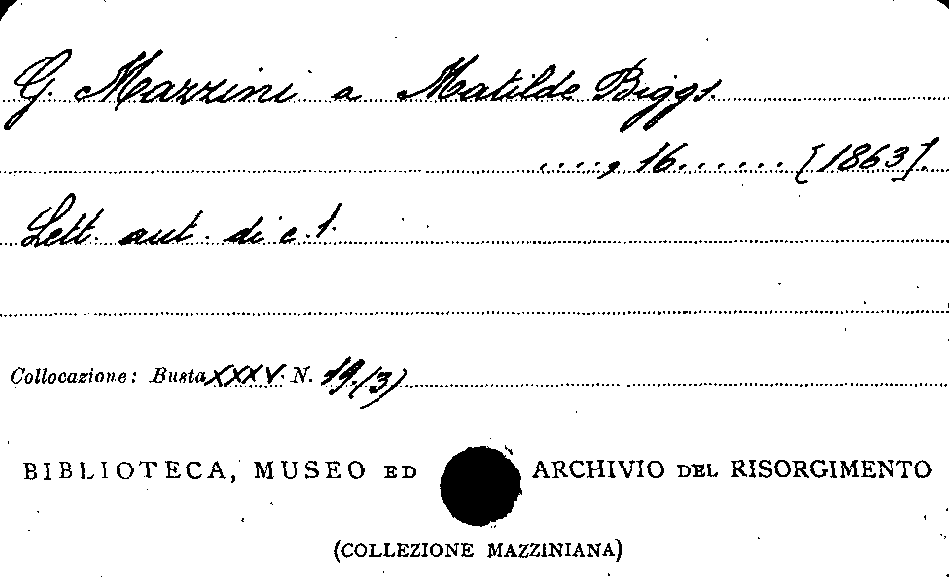 G. Mazzini a Matilde Biggs.
...., 16....... [1863].
Lett. aut. di c. 1.
Collocazione: Busta XXXV. N. 19.(3)
BIBLIOTECA, MUSEO ED ARCHIVIO DEL RISORGIMENTO
(COLLEZIONE MAZZINIANA)